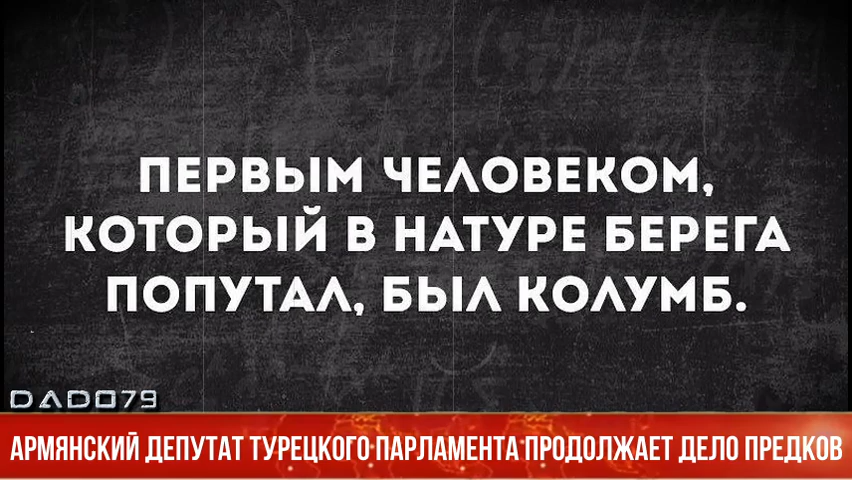 ПЕРВЫМ ЧЕЛОВЕКОМ,
КОТОРЫЙ В НАТУРЕ БЕРЕГА
ПОПУТАЛ, БЫЛ КОЛУМБ.
DADO79
АРМЯНСКИЙ ДЕПУТАТ ТУРЕЦКОГО ПАРЛАМЕНТА ПРОДОЛЖАЕТ ДЕЛО ПРЕДКОВ